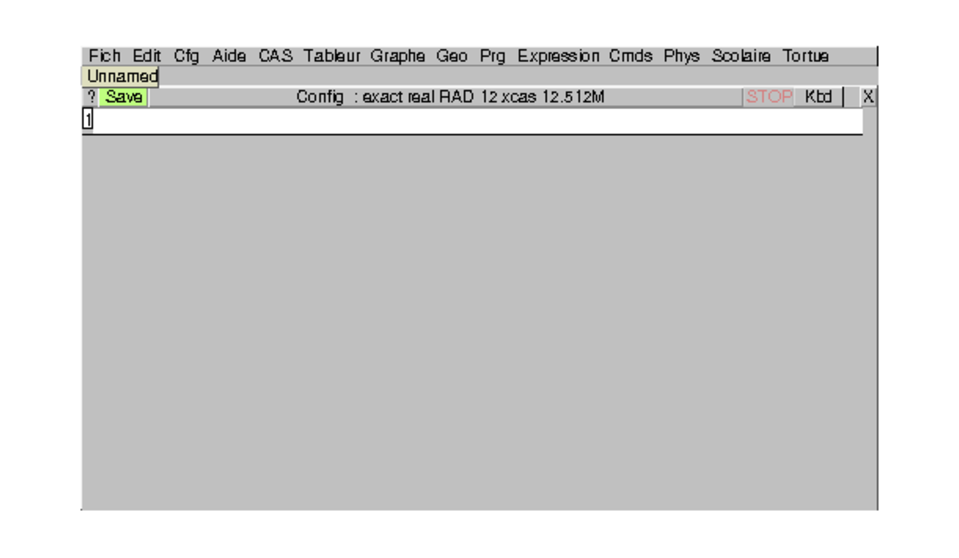 Fich Edit Cfg Aide CAS Tableur Graphe Geo Prg Expression Cmds Phys Scolaire Tortue
Unnamed
? Save Config : exact real RAD 12 xcas 12.512M STOP Kbd X
1